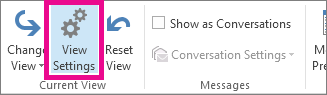 Change View
View Settings
Reset View
Current View
Show as Conversations
Conversation Settings
Messages